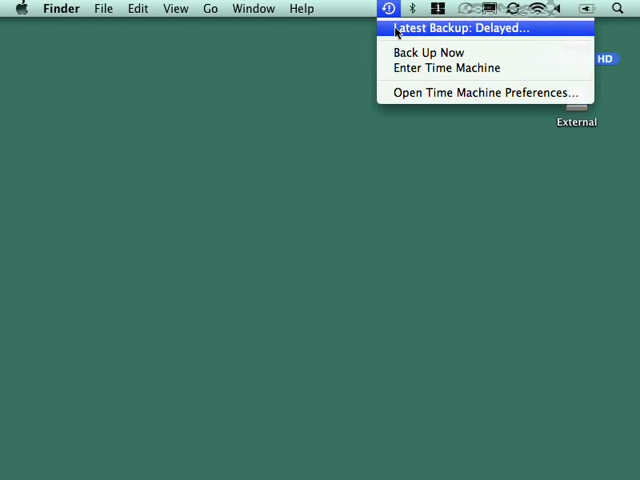 Finder File Edit View Go Window Help 1
Latest Backup: Delayed...
Back Up Now
Enter Time Machine
Open Time Machine Preferences...
HD
External